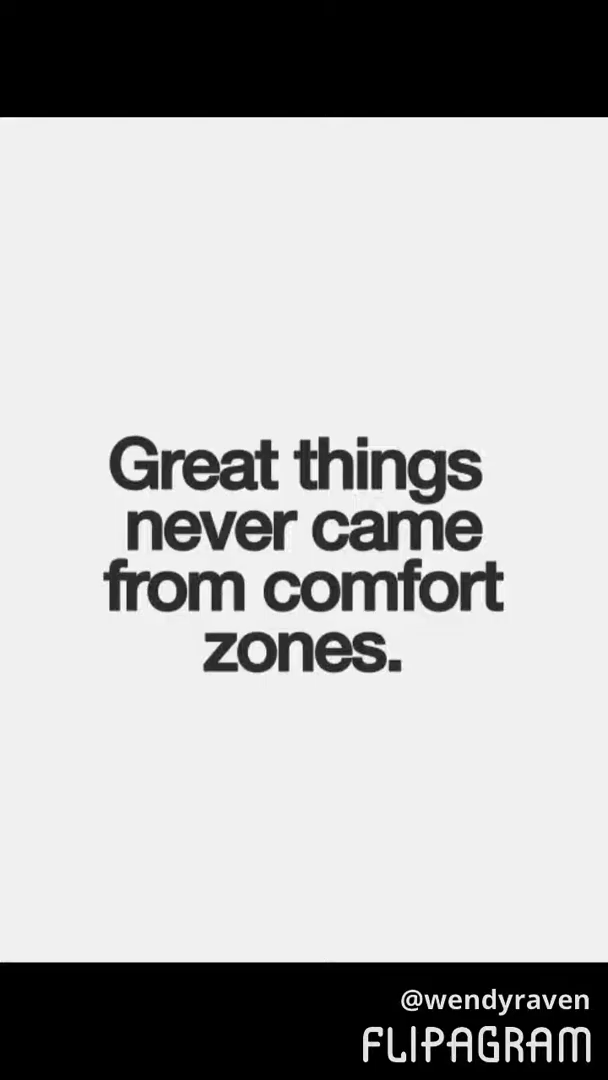 Great things
never came
from comfort
zones.
@wendyraven
FLIPAGRAM